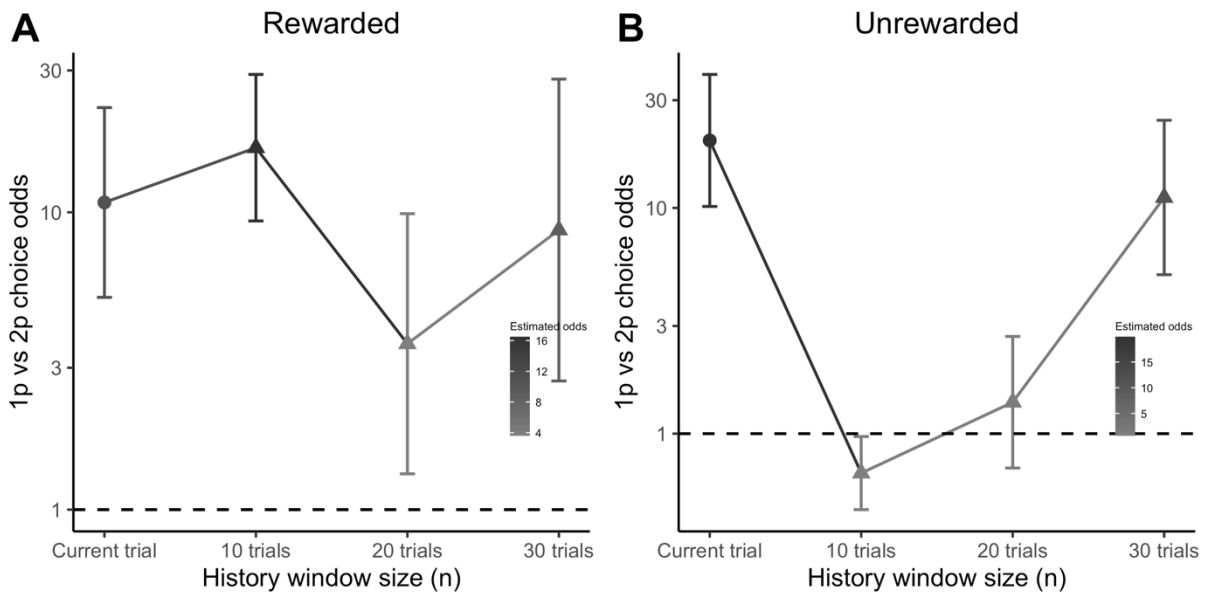 A
Rewarded
30
10
3
1
1p vs 2p choice odds
Estimated odds
16
12
8
4
Current trial
10 trials
20 trials
30 trials
History window size (n)
B
Unrewarded
30
10
3
1
1p vs 2p choice odds
Estimated odds
15
10
5
Current trial
10 trials
20 trials
30 trials
History window size (n)